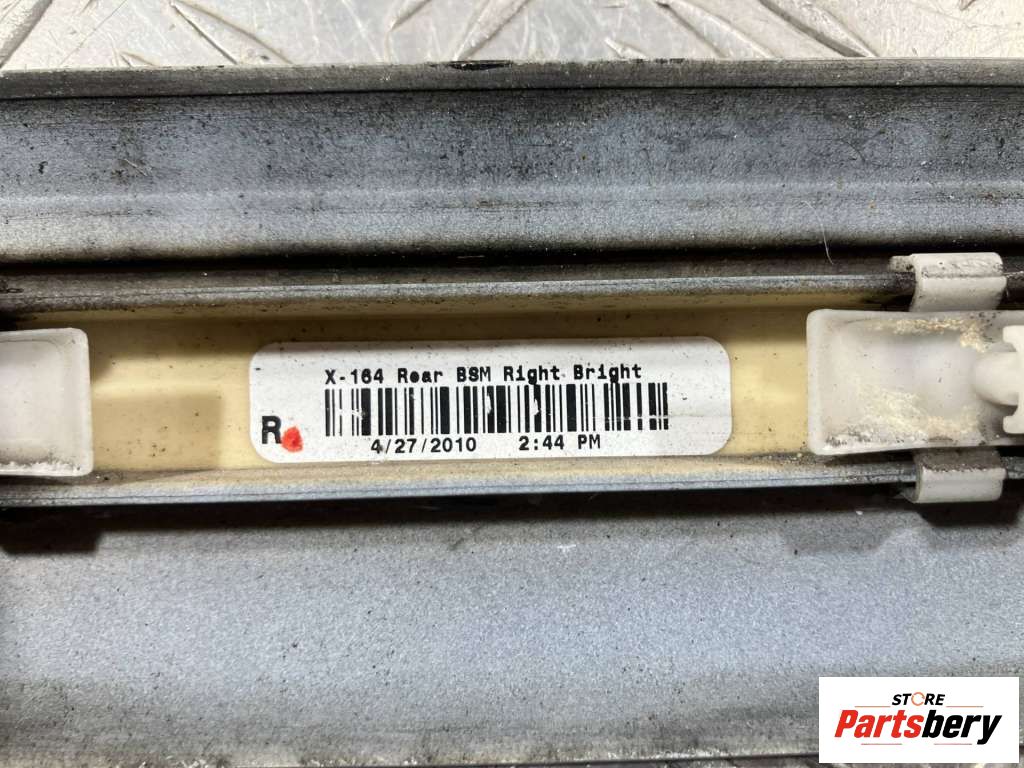 X-164 Rear BSM Right Bright
R
4/27/2010 2:44 PM
STORE
Partsbery